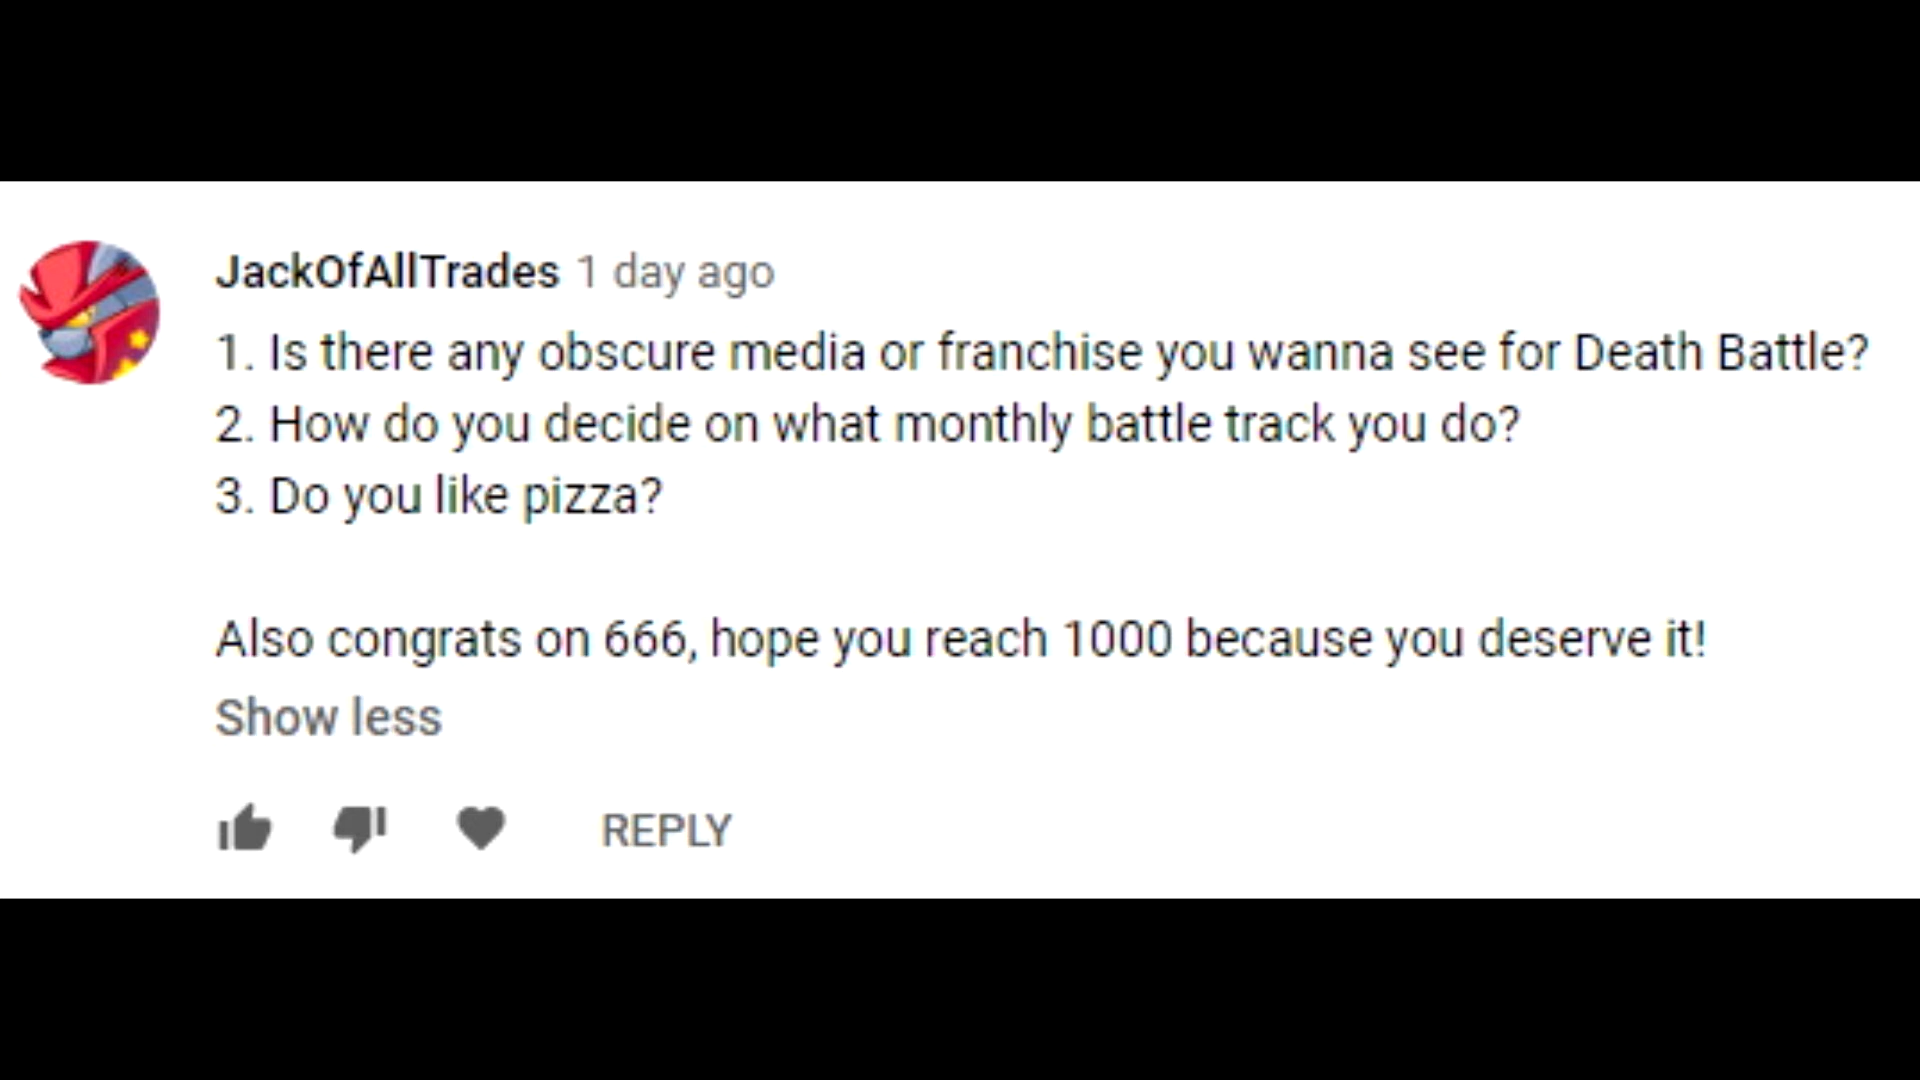 JackOfAllTrades 1 day ago
1. Is there any obscure media or franchise you wanna see for Death Battle?
2. How do you decide on what monthly battle track you do?
3. Do you like pizza?
Also congrats on 666, hope you reach 1000 because you deserve it!
Show less
REPLY